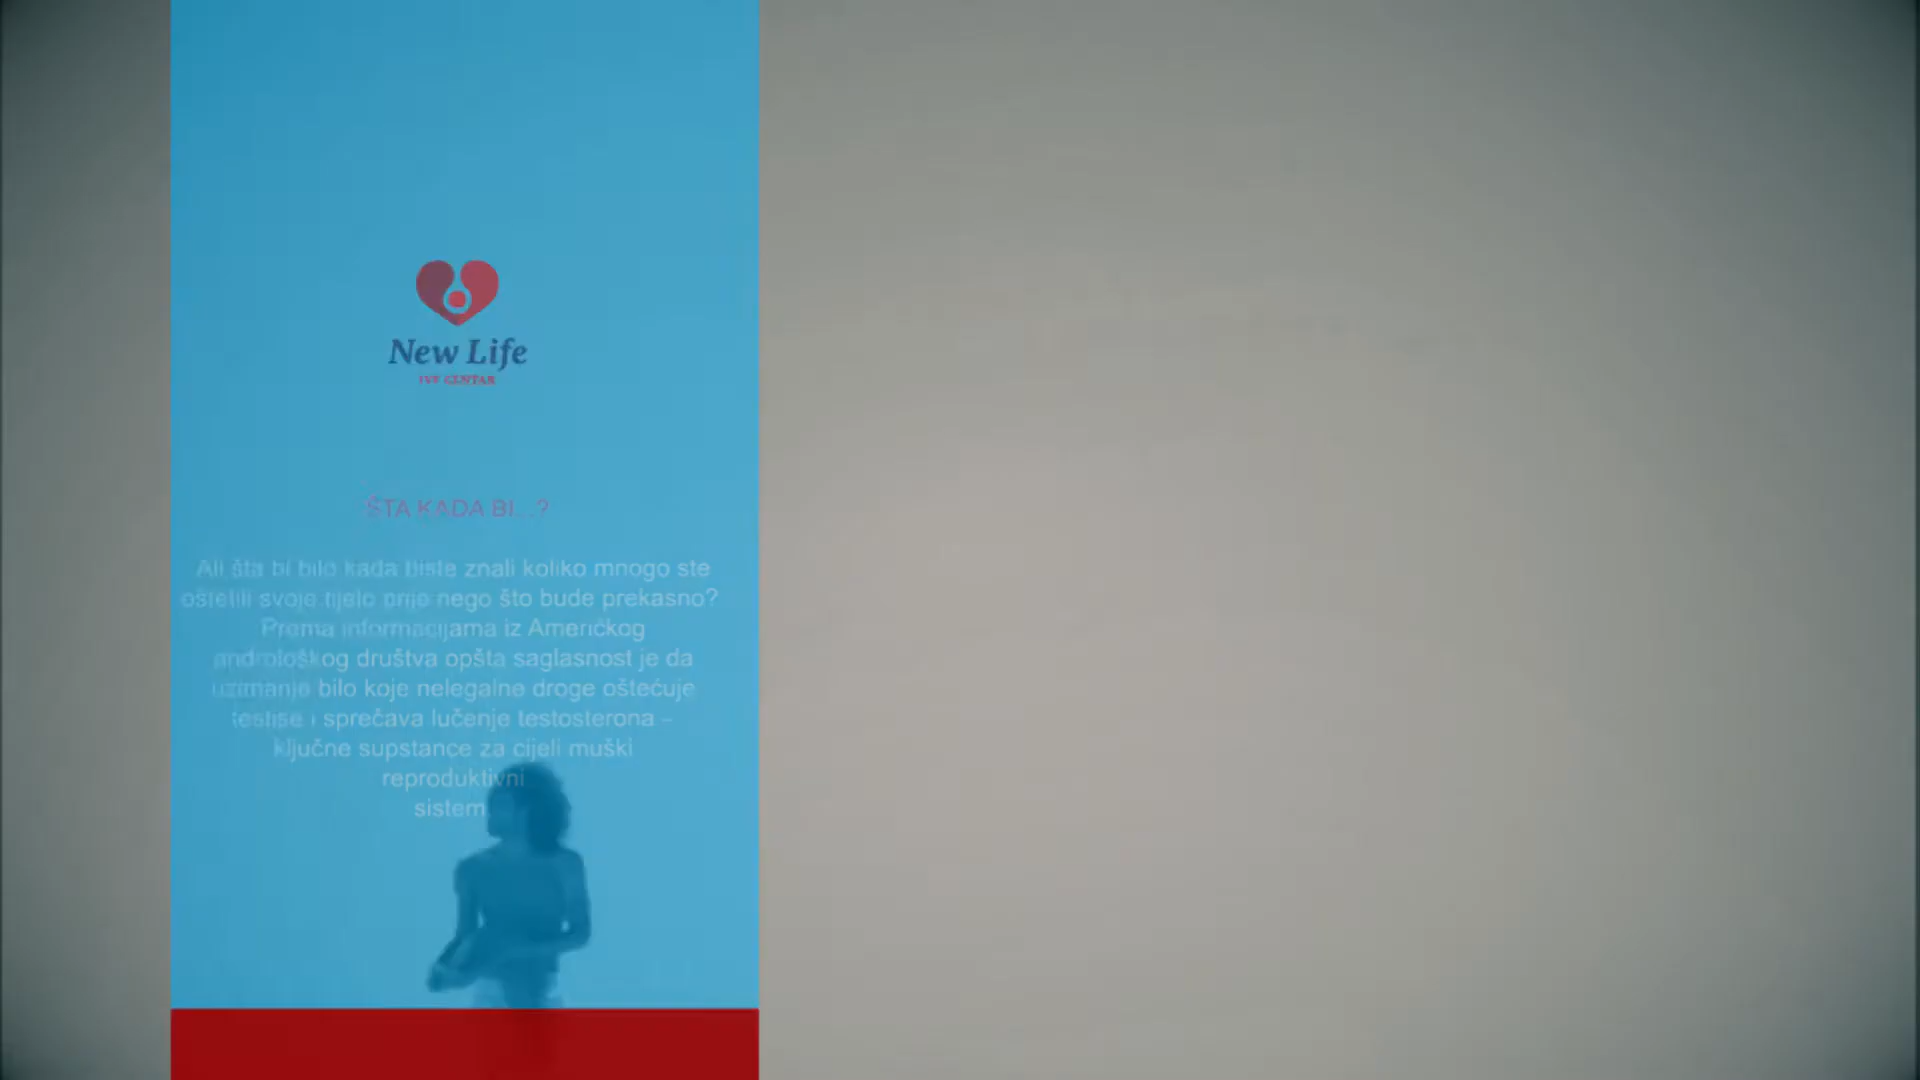 New Life
IVF CENTAR
ŠTA KADA BI...?
Ali šta bi bilo kada biste znali koliko mnogo ste
oštetili svoje tijelo prije nego što bude prekasno?
Prema informacijama iz Američkog
androloškog društva opšta saglasnost je da
uzimanje bilo koje nelegalne droge oštećuje
testise i sprečava lučenje testosterona –
ključne supstance za cijeli muški
reproduktivni
sistem.